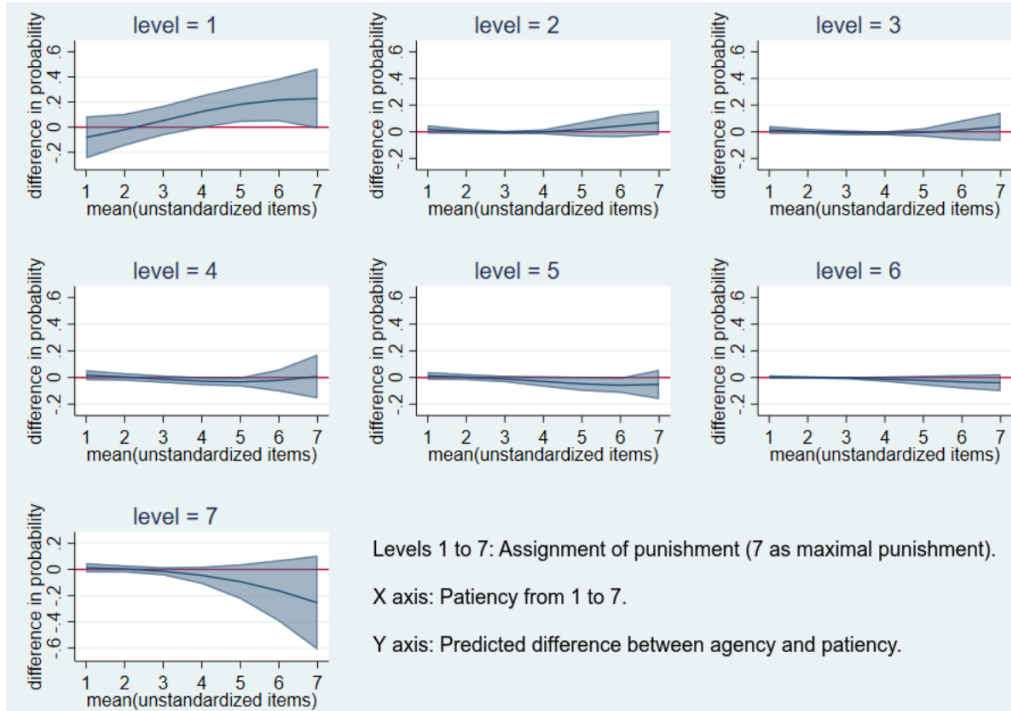 level = 1
level = 2
level = 3
difference in probability
-.2 0 .2 .4 .6
difference in probability
-.2 0 .2 .4 .6
difference in probability
-.2 0 .2 .4 .6
1 2 3 4 5 6 7
1 2 3 4 5 6 7
1 2 3 4 5 6 7
mean(unstandardized items)
mean(unstandardized items)
mean(unstandardized items)
level = 4
level = 5
level = 6
difference in probability
-.2 0 .2 .4 .6
difference in probability
-.2 0 .2 .4 .6
difference in probability
-.2 0 .2 .4 .6
1 2 3 4 5 6 7
1 2 3 4 5 6 7
1 2 3 4 5 6 7
mean(unstandardized items)
mean(unstandardized items)
mean(unstandardized items)
level = 7
difference in probability
-.6 -.4 -.2 0 .2
1 2 3 4 5 6 7
mean(unstandardized items)
Levels 1 to 7: Assignment of punishment (7 as maximal punishment).
X axis: Patiency from 1 to 7.
Y axis: Predicted difference between agency and patiency.